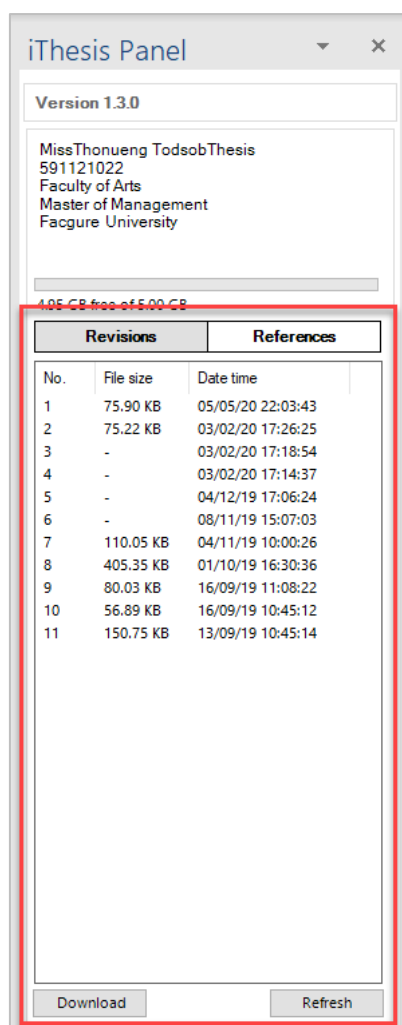 iThesis Panel
Version 1.3.0
MissThonueng TodsobThesis
591121022
Faculty of Arts
Master of Management
Facgure University
4.95 GB free of 5.00 GB
Revisions References
No. File size Date time
1 75.90 KB 05/05/20 22:03:43
2 75.22 KB 03/02/20 17:26:25
3 - 03/02/20 17:18:54
4 - 03/02/20 17:14:37
5 - 04/12/19 17:06:24
6 - 08/11/19 15:07:03
7 110.05 KB 04/11/19 10:00:26
8 405.35 KB 01/10/19 16:30:36
9 80.03 KB 16/09/19 11:08:22
10 56.89 KB 16/09/19 10:45:12
11 150.75 KB 13/09/19 10:45:14
Download Refresh